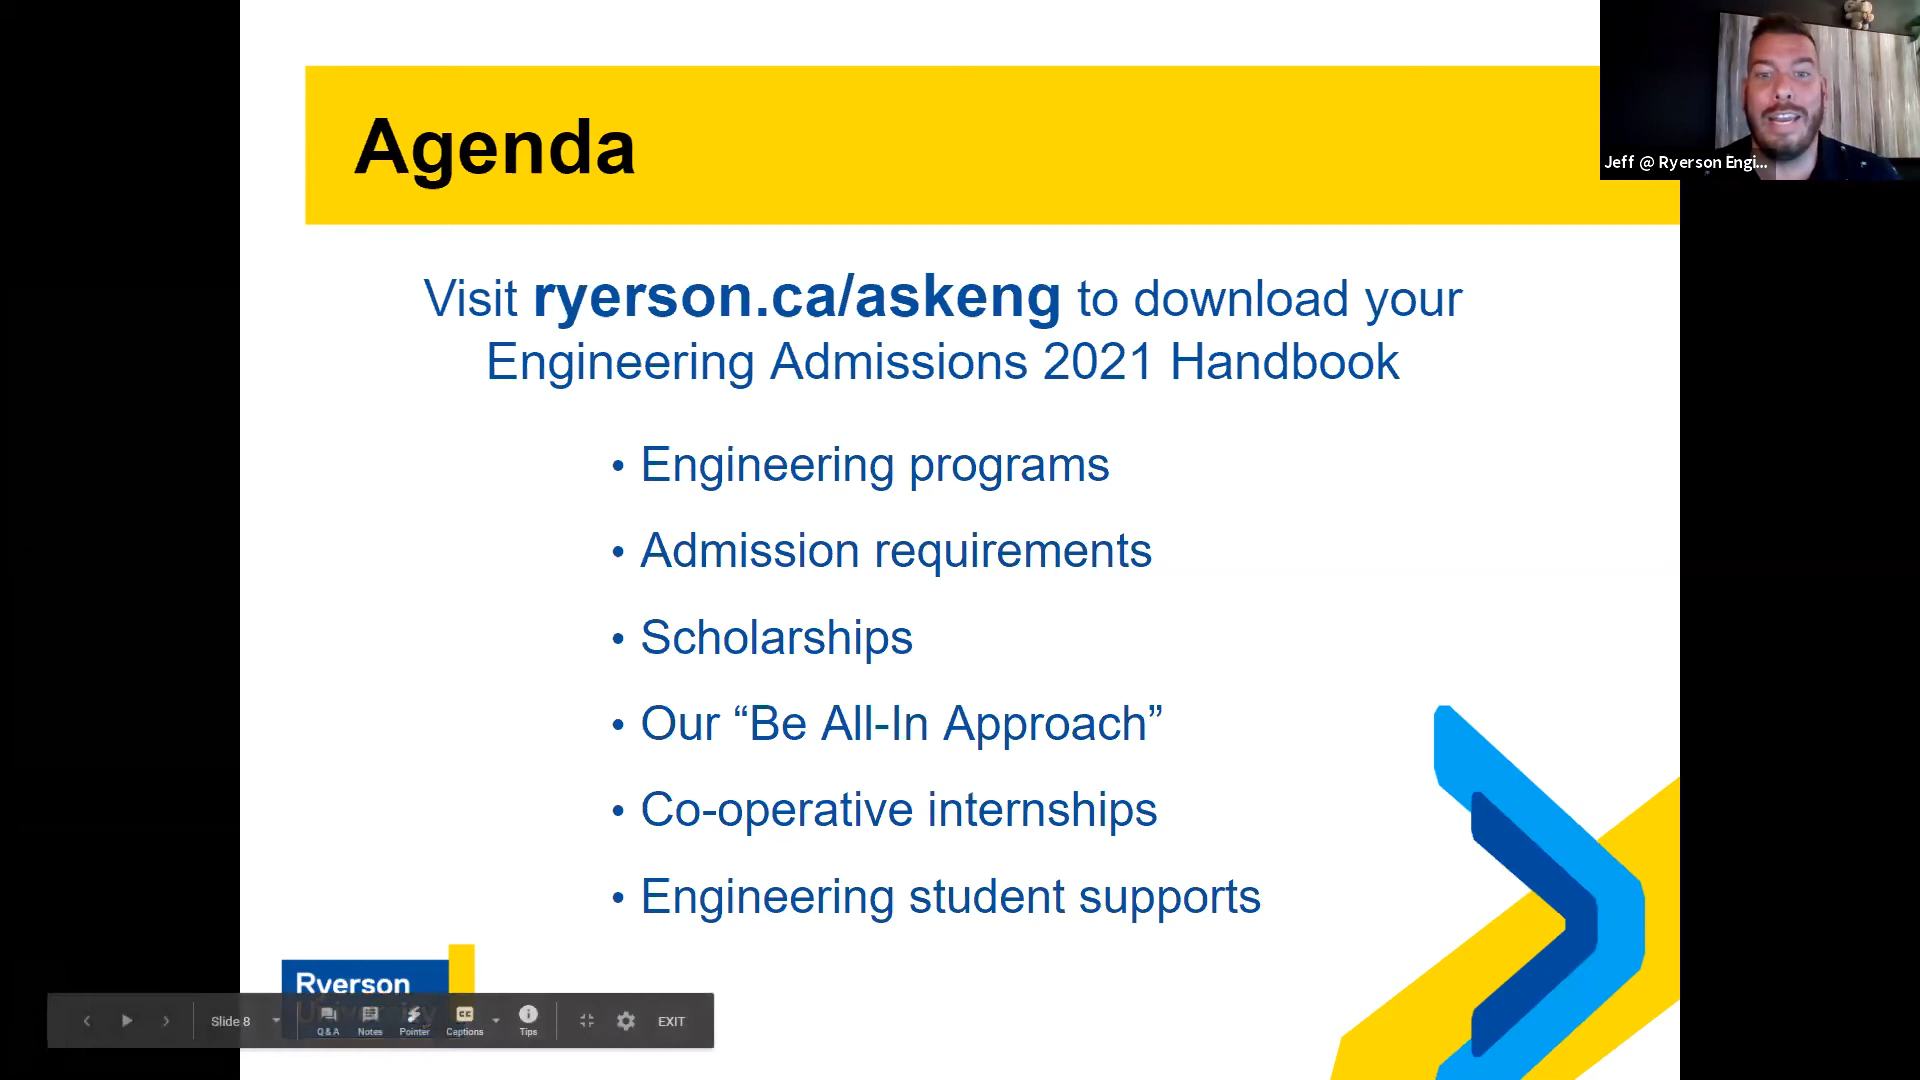 Agenda
Jeff @ Ryerson Engi...
Visit ryerson.ca/askeng to download your
Engineering Admissions 2021 Handbook
• Engineering programs
• Admission requirements
• Scholarships
• Our “Be All-In Approach”
• Co-operative internships
• Engineering student supports
Ryerson
Slide 8
Q&A
Notes
Pointer
CC
Captions
Tips
EXIT